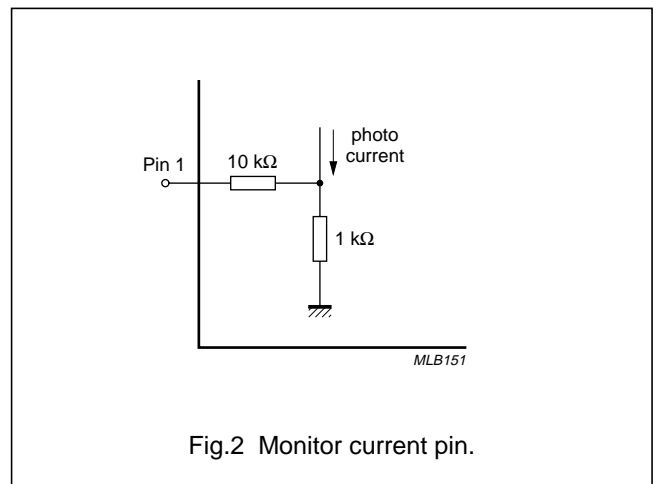 photo
current
Pin 1
10 kΩ
1 kΩ
MLB151
Fig.2 Monitor current pin.